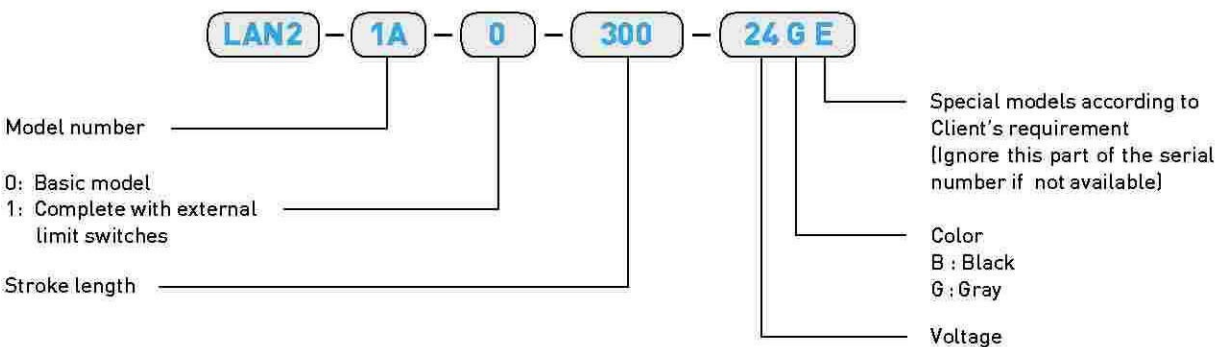 LAN2 - 1A - 0 - 300 - 24 G E
Model number
0: Basic model
1: Complete with external
limit switches
Stroke length
Special models according to
Client's requirement
(Ignore this part of the serial
number if not available)
Color
B : Black
G : Gray
Voltage